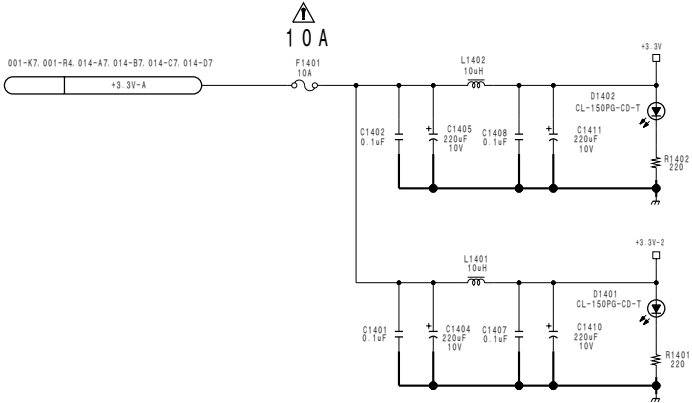 10A
001-K7, 001-R4, 014-A7, 014-B7, 014-C7, 014-D7
+3.3V-A
F1401
10A
L1402
10uH
+3.3V
D1402
CL-150PG-CD-T
C1402
0.1uF
C1405
220uF
10V
C1408
0.1uF
C1411
220uF
10V
R1402
220
+3.3V-2
L1401
10uH
D1401
CL-150PG-CD-T
C1401
0.1uF
C1404
220uF
10V
C1407
0.1uF
C1410
220uF
10V
R1401
220